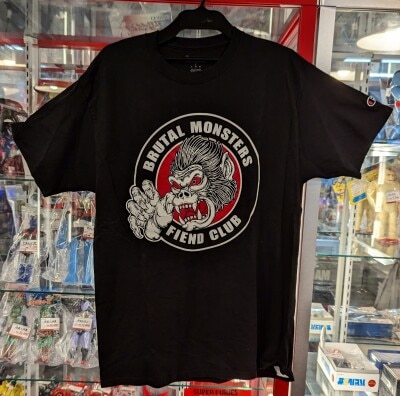 BRUTAL MONSTERS
FIEND CLUB